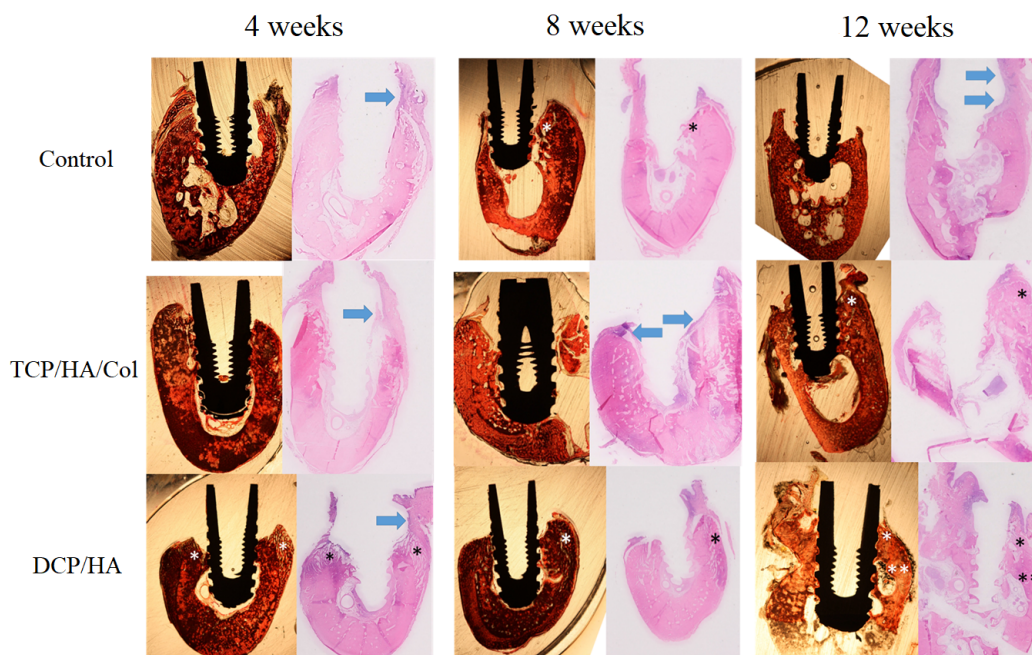 4 weeks 8 weeks 12 weeks
Control
* *
TCP/HA/Col
* *
DCP/HA
* * * * * * * ** * **